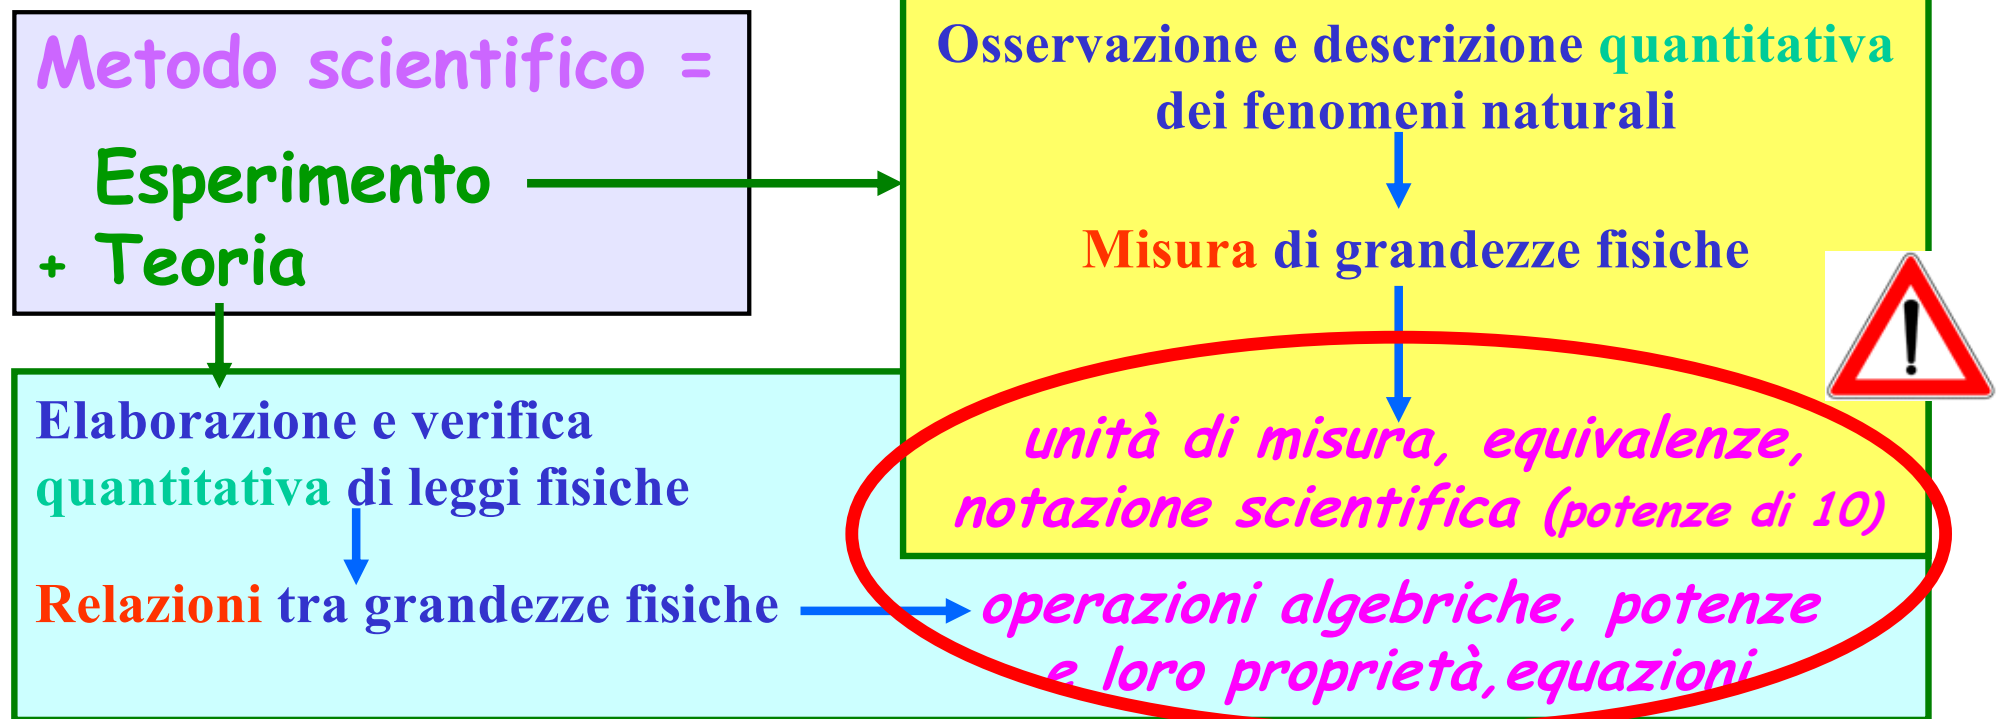 Metodo scientifico =
Esperimento
+ Teoria
Osservazione e descrizione quantitativa
dei fenomeni naturali
Misura di grandezze fisiche
unità di misura, equivalenze,
notazione scientifica (potenze di 10)
Elaborazione e verifica
quantitativa di leggi fisiche
Relazioni tra grandezze fisiche
operazioni algebriche, potenze
e loro proprietà,equazioni